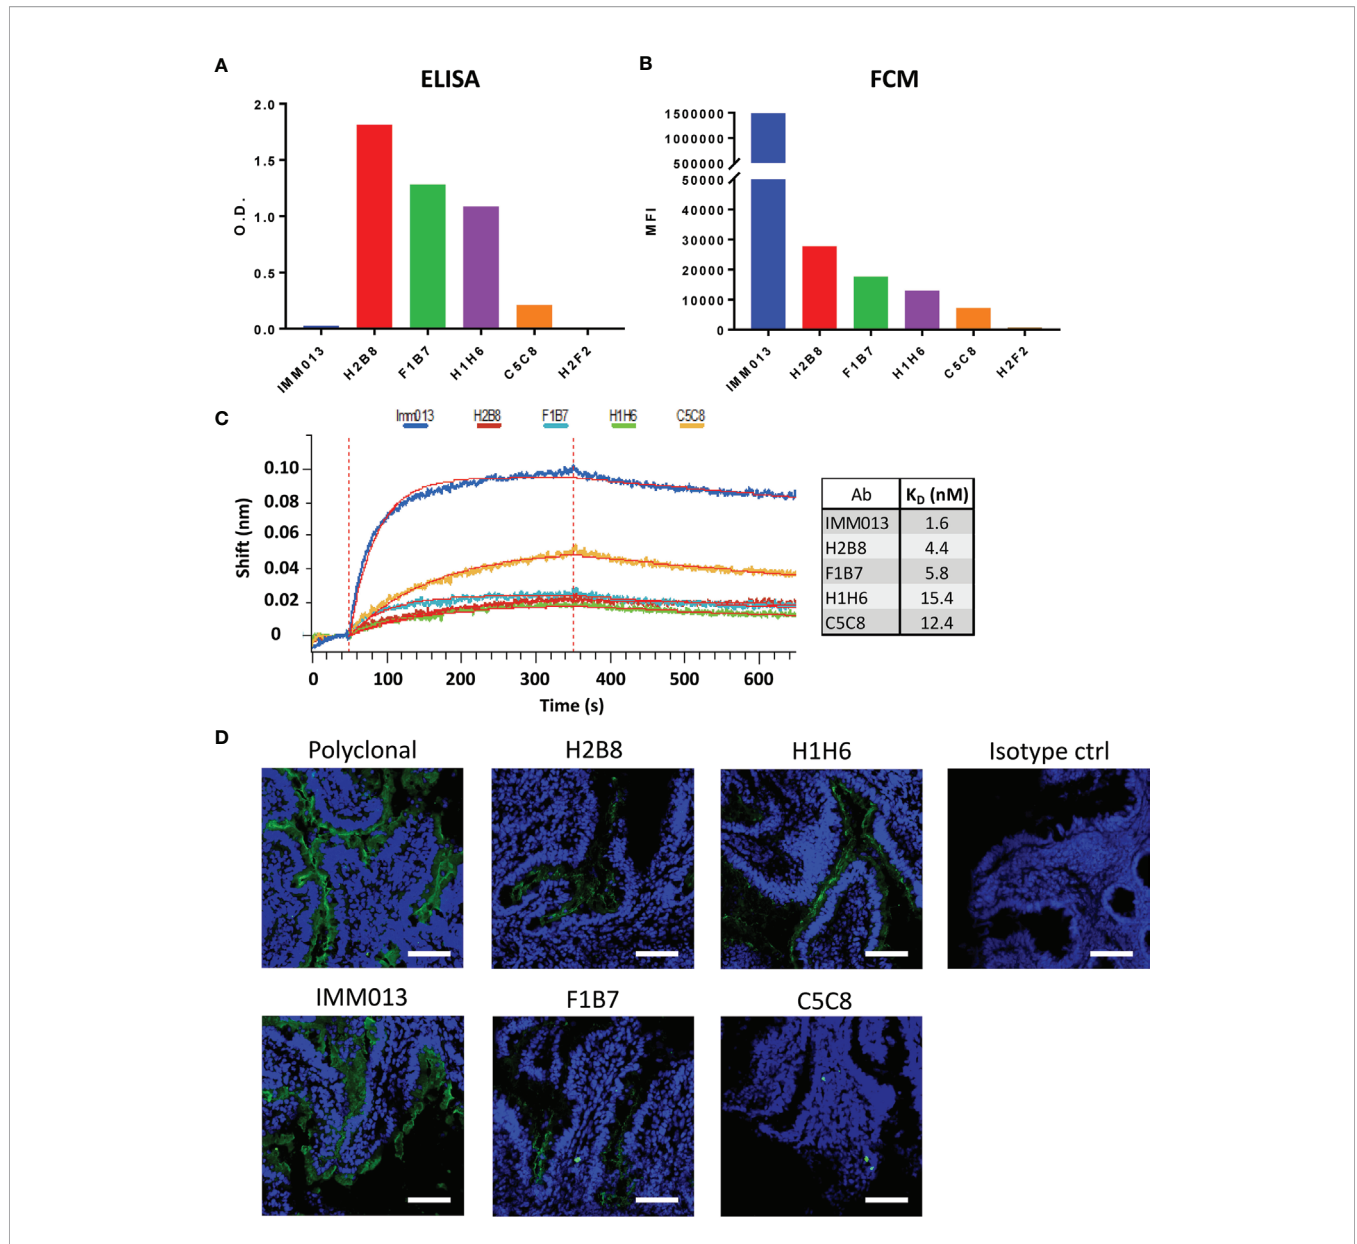 A
ELISA
2.0
1.5
1.0
0.5
0.0
O.D.
IMM013
H2B8
F1B7
H1H6
C5C8
H2F2
B
FCM
1500000
1000000
500000
50000
40000
30000
20000
10000
0
MFI
IMM013
H2B8
F1B7
H1H6
C5C8
H2F2
C
Imm013 H2B8 F1B7 H1H6 C5C8
0.10
0.08
0.06
0.04
0.02
0
Shift (nm)
0 100 200 300 400 500 600
Time (s)
Ab KD (nM)
IMM013 1.6
H2B8 4.4
F1B7 5.8
H1H6 15.4
C5C8 12.4
D
Polyclonal H2B8 H1H6 Isotype ctrl
IMM013 F1B7 C5C8